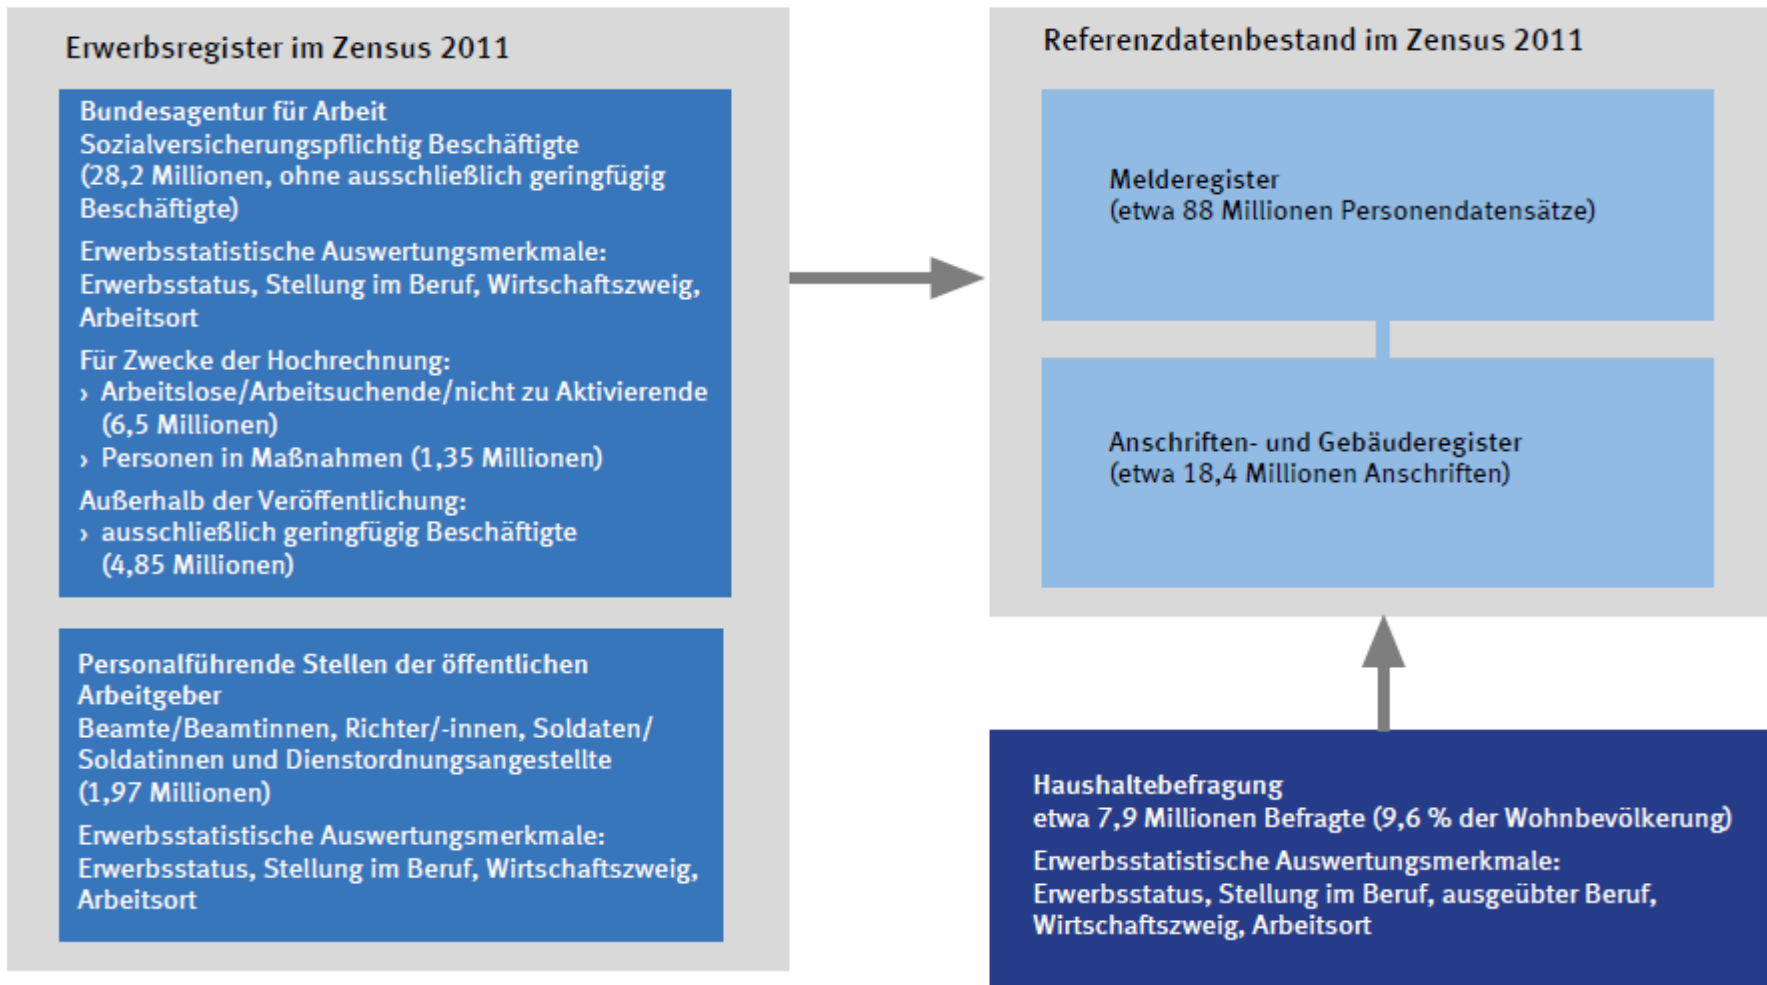 Erwerbsregister im Zensus 2011
Bundesagentur für Arbeit
Sozialversicherungspflichtig Beschäftigte
(28,2 Millionen, ohne ausschließlich geringfügig
Beschäftigte)
Erwerbsstatistische Auswertungsmerkmale:
Erwerbsstatus, Stellung im Beruf, Wirtschaftszweig,
Arbeitsort
Für Zwecke der Hochrechnung:
› Arbeitslose/Arbeitsuchende/nicht zu Aktivierende
(6,5 Millionen)
› Personen in Maßnahmen (1,35 Millionen)
Außerhalb der Veröffentlichung:
› ausschließlich geringfügig Beschäftigte
(4,85 Millionen)
Personalführende Stellen der öffentlichen
Arbeitgeber
Beamte/Beamtinnen, Richter/-innen, Soldaten/
Soldatinnen und Dienstordnungsangestellte
(1,97 Millionen)
Erwerbsstatistische Auswertungsmerkmale:
Erwerbsstatus, Stellung im Beruf, Wirtschaftszweig,
Arbeitsort
Referenzdatenbestand im Zensus 2011
Melderegister
(etwa 88 Millionen Personendatensätze)
Anschriften- und Gebäuderegister
(etwa 18,4 Millionen Anschriften)
Haushaltebefragung
etwa 7,9 Millionen Befragte (9,6 % der Wohnbevölkerung)
Erwerbsstatistische Auswertungsmerkmale:
Erwerbsstatus, Stellung im Beruf, ausgeübter Beruf,
Wirtschaftszweig, Arbeitsort